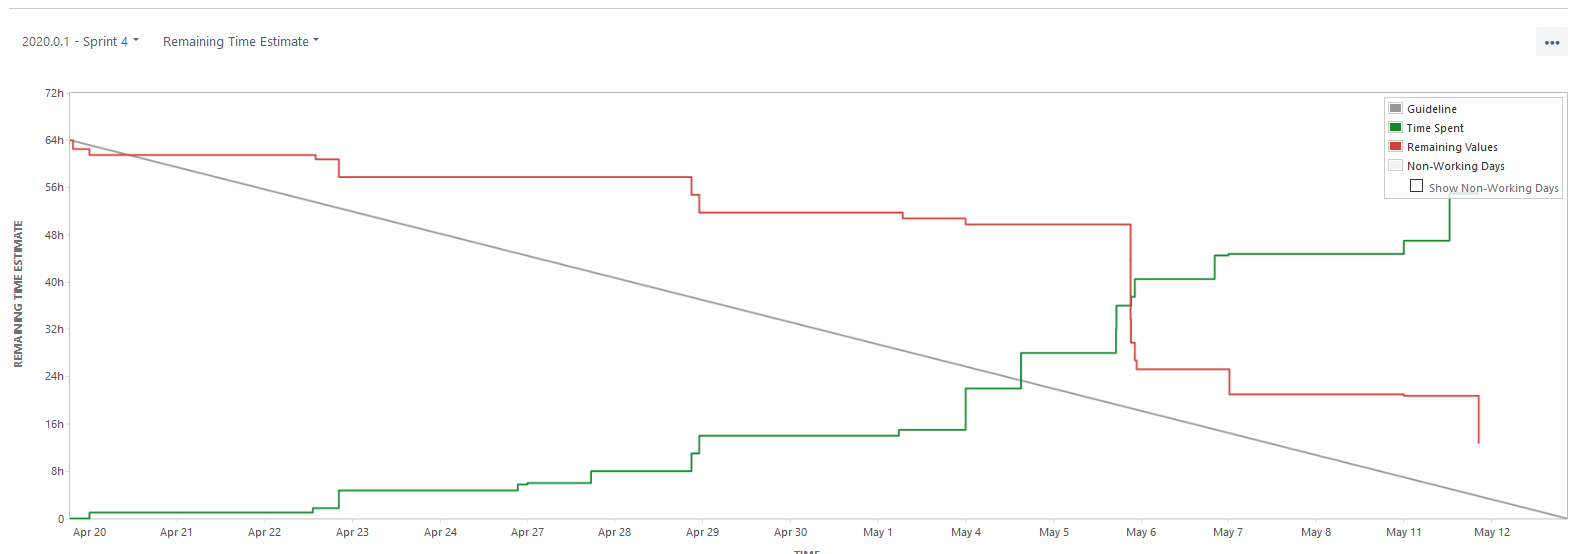 2020.0.1 - Sprint 4 Remaining Time Estimate
•••
72h
64h
56h
48h
40h
32h
24h
16h
8h
0
REMAINING TIME ESTIMATE
Guideline
Time Spent
Remaining Values
Non-Working Days
Show Non-Working Days
Apr 20 Apr 21 Apr 22 Apr 23 Apr 24 Apr 27 Apr 28 Apr 29 Apr 30 May 1 May 4 May 5 May 6 May 7 May 8 May 11 May 12
TIME